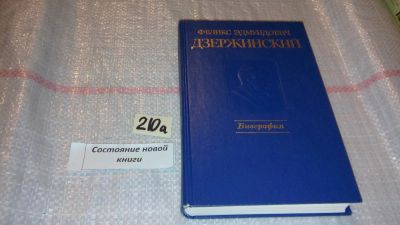 ФЕЛИКС ЭДМУНДОВИЧ
ДЗЕРЖИНСКИЙ
Биография
210а
Состояние новой
книги